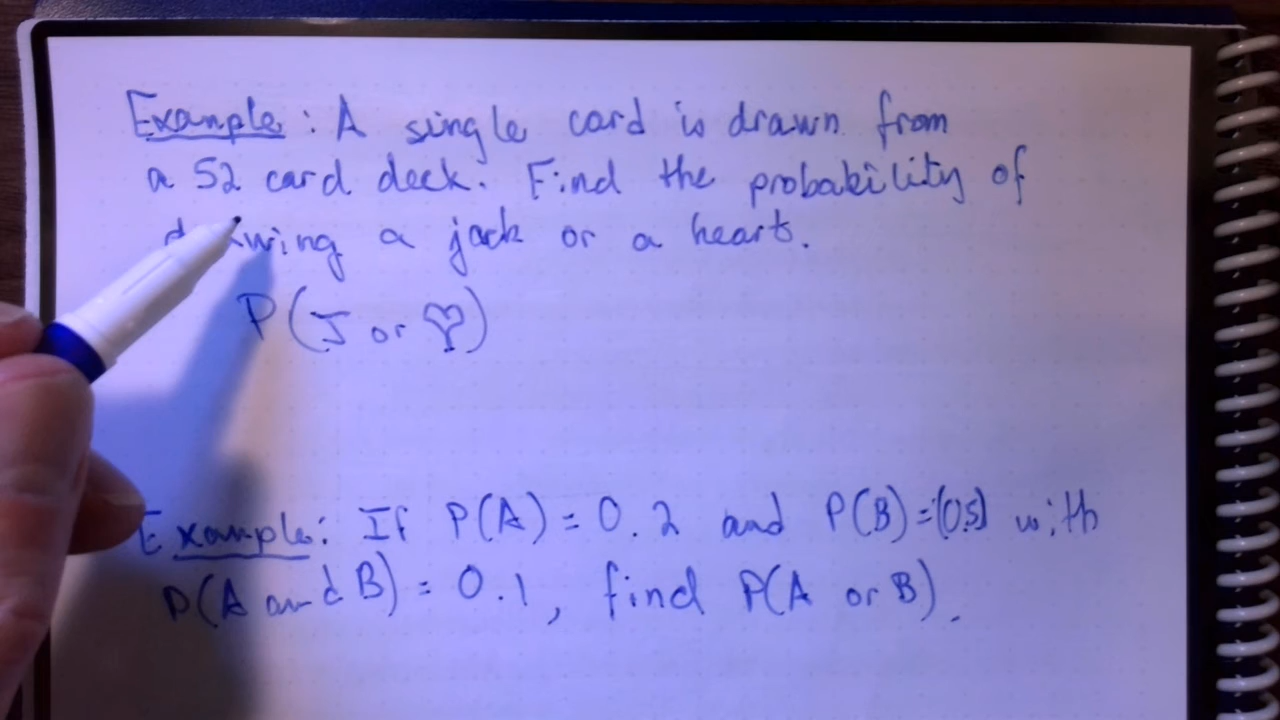 Example: A single card is drawn from
a 52 card deck. Find the probability of
drawing a jack or a heart.
P(J or ♡)
Example: If P(A) = 0.2 and P(B) = (0.5) with
P(A and B) = 0.1, find P(A or B).